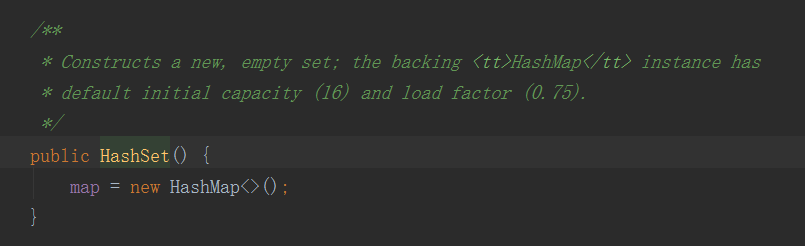 /**
* Constructs a new, empty set; the backing <tt>HashMap</tt> instance has
* default initial capacity (16) and load factor (0.75).
*/
public HashSet() {
map = new HashMap<>();
}